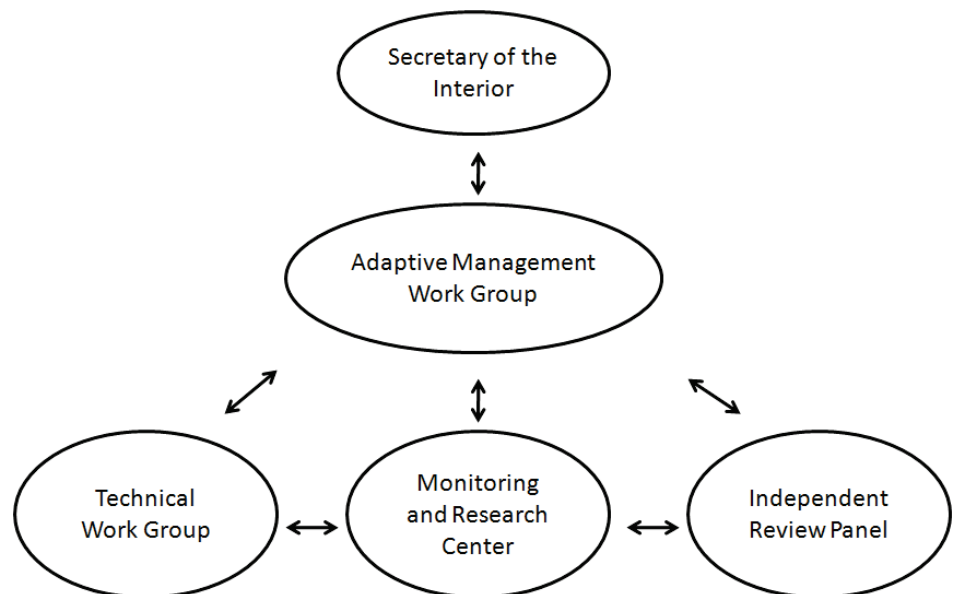 Secretary of the
Interior
Adaptive Management
Work Group
Technical
Work Group
Monitoring
and Research
Center
Independent
Review Panel